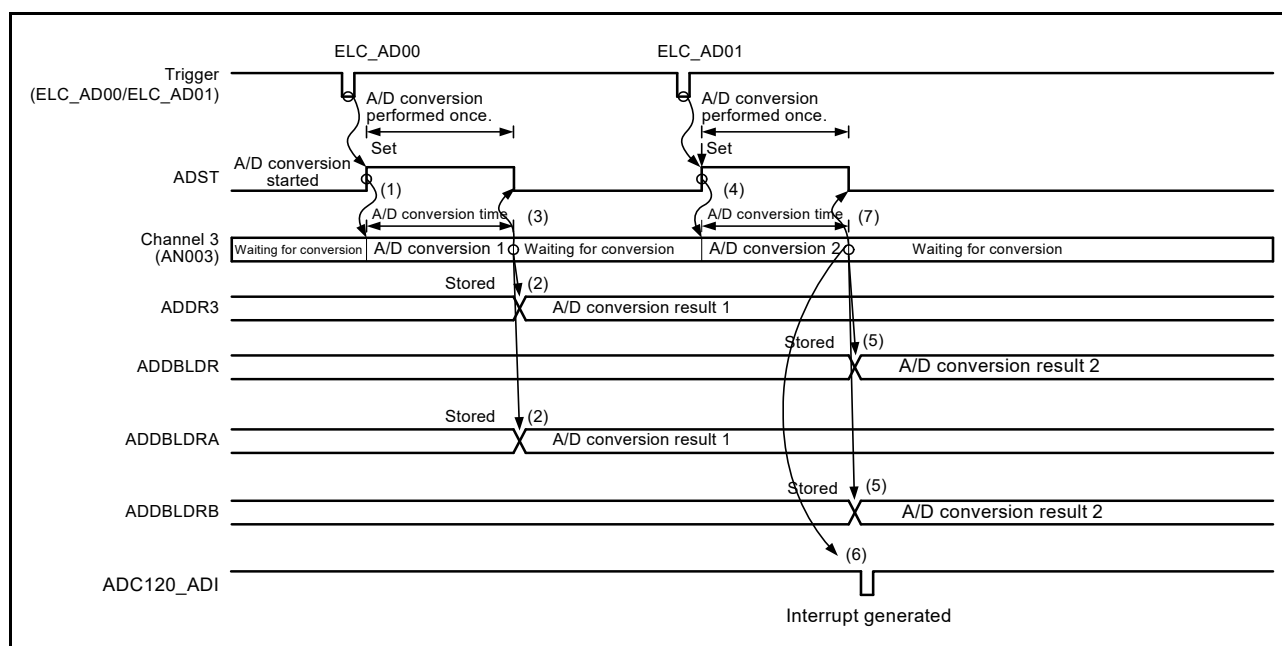 ELC_AD00
ELC_AD01
Trigger
(ELC_AD00/ELC_AD01)
A/D conversion
performed once.
A/D conversion
performed once.
Set
Set
A/D conversion
started
ADST
(1)
(4)
A/D conversion time
(3)
A/D conversion time
(7)
Channel 3
(AN003)
Waiting for conversion
A/D conversion 1
Waiting for conversion
A/D conversion 2
Waiting for conversion
Stored
(2)
ADDR3
A/D conversion result 1
Stored
(5)
ADDBLDR
A/D conversion result 2
Stored
(2)
ADDBLDRA
A/D conversion result 1
Stored
(5)
ADDBLDRB
A/D conversion result 2
(6)
ADC120_ADI
Interrupt generated